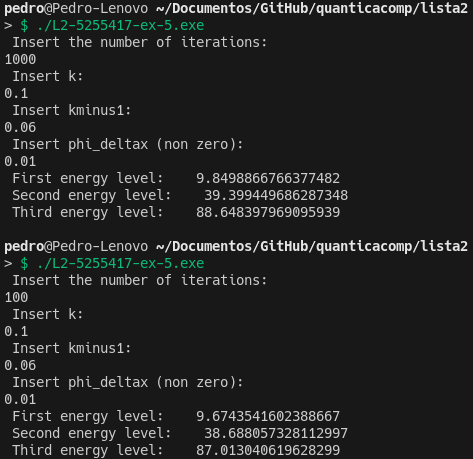 pedro@Pedro-Lenovo ~/Documentos/GitHub/quanticacomp/lista2
> $ ./L2-5255417-ex-5.exe
Insert the number of iterations:
1000
Insert k:
0.1
Insert kminus1:
0.06
Insert phi_deltax (non zero):
0.01
First energy level: 9.8498866766377482
Second energy level: 39.399449686287348
Third energy level: 88.648397969095939
pedro@Pedro-Lenovo ~/Documentos/GitHub/quanticacomp/lista2
> $ ./L2-5255417-ex-5.exe
Insert the number of iterations:
100
Insert k:
0.1
Insert kminus1:
0.06
Insert phi_deltax (non zero):
0.01
First energy level: 9.6743541602388667
Second energy level: 38.688057328112997
Third energy level: 87.013040619628299